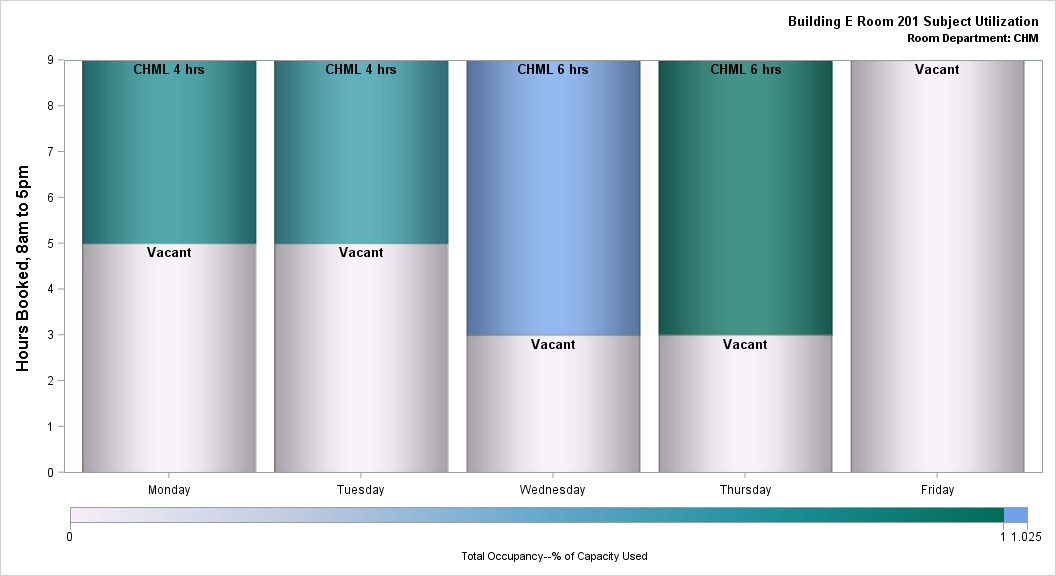 Building E Room 201 Subject Utilization
Room Department: CHM
Hours Booked, 8am to 5pm
9
8
7
6
5
4
3
2
1
0
CHML 4 hrs
Vacant
CHML 4 hrs
Vacant
CHML 6 hrs
Vacant
CHML 6 hrs
Vacant
Vacant
Monday Tuesday Wednesday Thursday Friday
0 1 1.025
Total Occupancy--% of Capacity Used